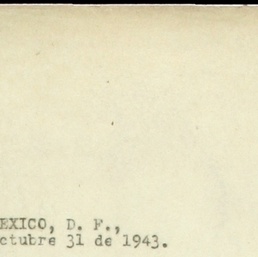 EXICO, D. F.,
ctubre 31 de 1943.